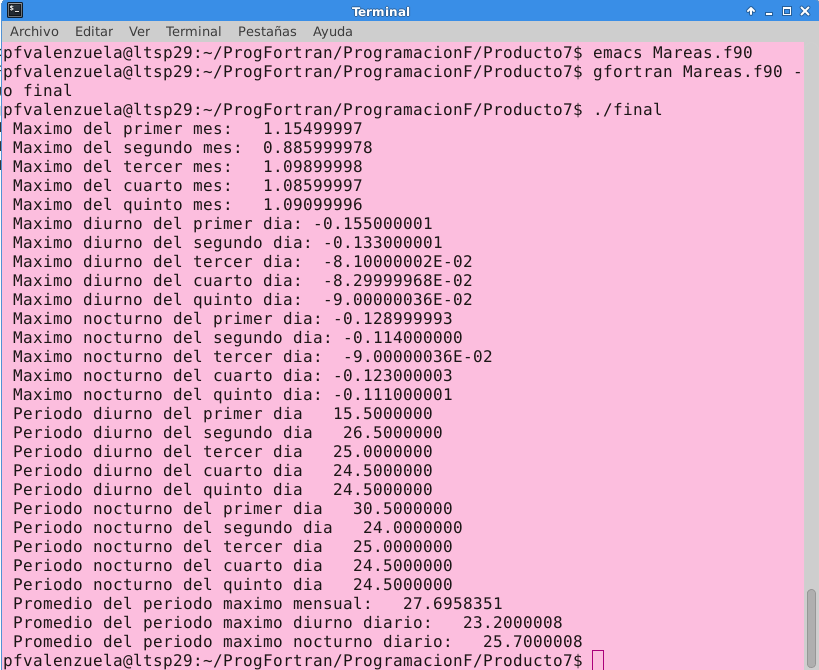 Terminal
Archivo Editar Ver Terminal Pestañas Ayuda
pfvalenzuela@ltsp29:~/ProgFortran/ProgramacionF/Producto7$ emacs Mareas.f90
pfvalenzuela@ltsp29:~/ProgFortran/ProgramacionF/Producto7$ gfortran Mareas.f90 -
o final
pfvalenzuela@ltsp29:~/ProgFortran/ProgramacionF/Producto7$ ./final
Maximo del primer mes:   1.15499997
Maximo del segundo mes:  0.885999978
Maximo del tercer mes:   1.09899998
Maximo del cuarto mes:   1.08599997
Maximo del quinto mes:   1.09099996
Maximo diurno del primer dia: -0.155000001
Maximo diurno del segundo dia: -0.133000001
Maximo diurno del tercer dia:  -8.10000002E-02
Maximo diurno del cuarto dia:  -8.29999968E-02
Maximo diurno del quinto dia:  -9.00000036E-02
Maximo nocturno del primer dia: -0.128999993
Maximo nocturno del segundo dia: -0.114000000
Maximo nocturno del tercer dia:  -9.00000036E-02
Maximo nocturno del cuarto dia: -0.123000003
Maximo nocturno del quinto dia: -0.111000001
Periodo diurno del primer dia   15.5000000
Periodo diurno del segundo dia   26.5000000
Periodo diurno del tercer dia   25.0000000
Periodo diurno del cuarto dia   24.5000000
Periodo diurno del quinto dia   24.5000000
Periodo nocturno del primer dia   30.5000000
Periodo nocturno del segundo dia   24.0000000
Periodo nocturno del tercer dia   25.0000000
Periodo nocturno del cuarto dia   24.5000000
Periodo nocturno del quinto dia   24.5000000
Promedio del periodo maximo mensual:   27.6958351
Promedio del periodo maximo diurno diario:   23.2000008
Promedio del periodo maximo nocturno diario:   25.7000008
pfvalenzuela@ltsp29:~/ProgFortran/ProgramacionF/Producto7$